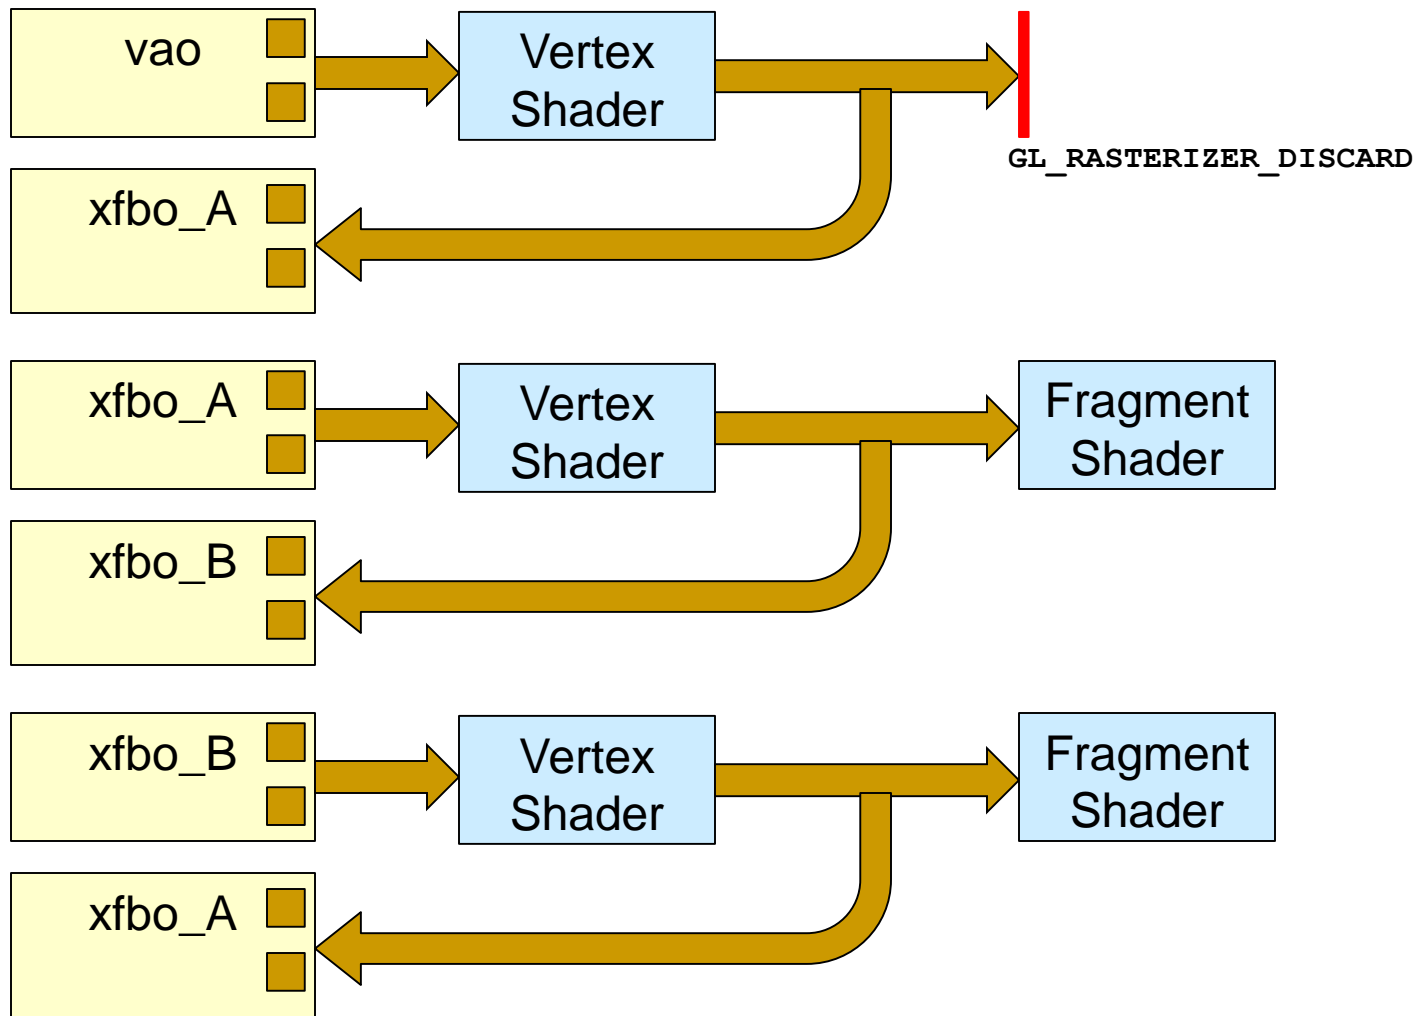 vao
Vertex
Shader
GL_RASTERIZER_DISCARD
xfbo_A
xfbo_A
Vertex
Shader
Fragment
Shader
xfbo_B
xfbo_B
Vertex
Shader
Fragment
Shader
xfbo_A